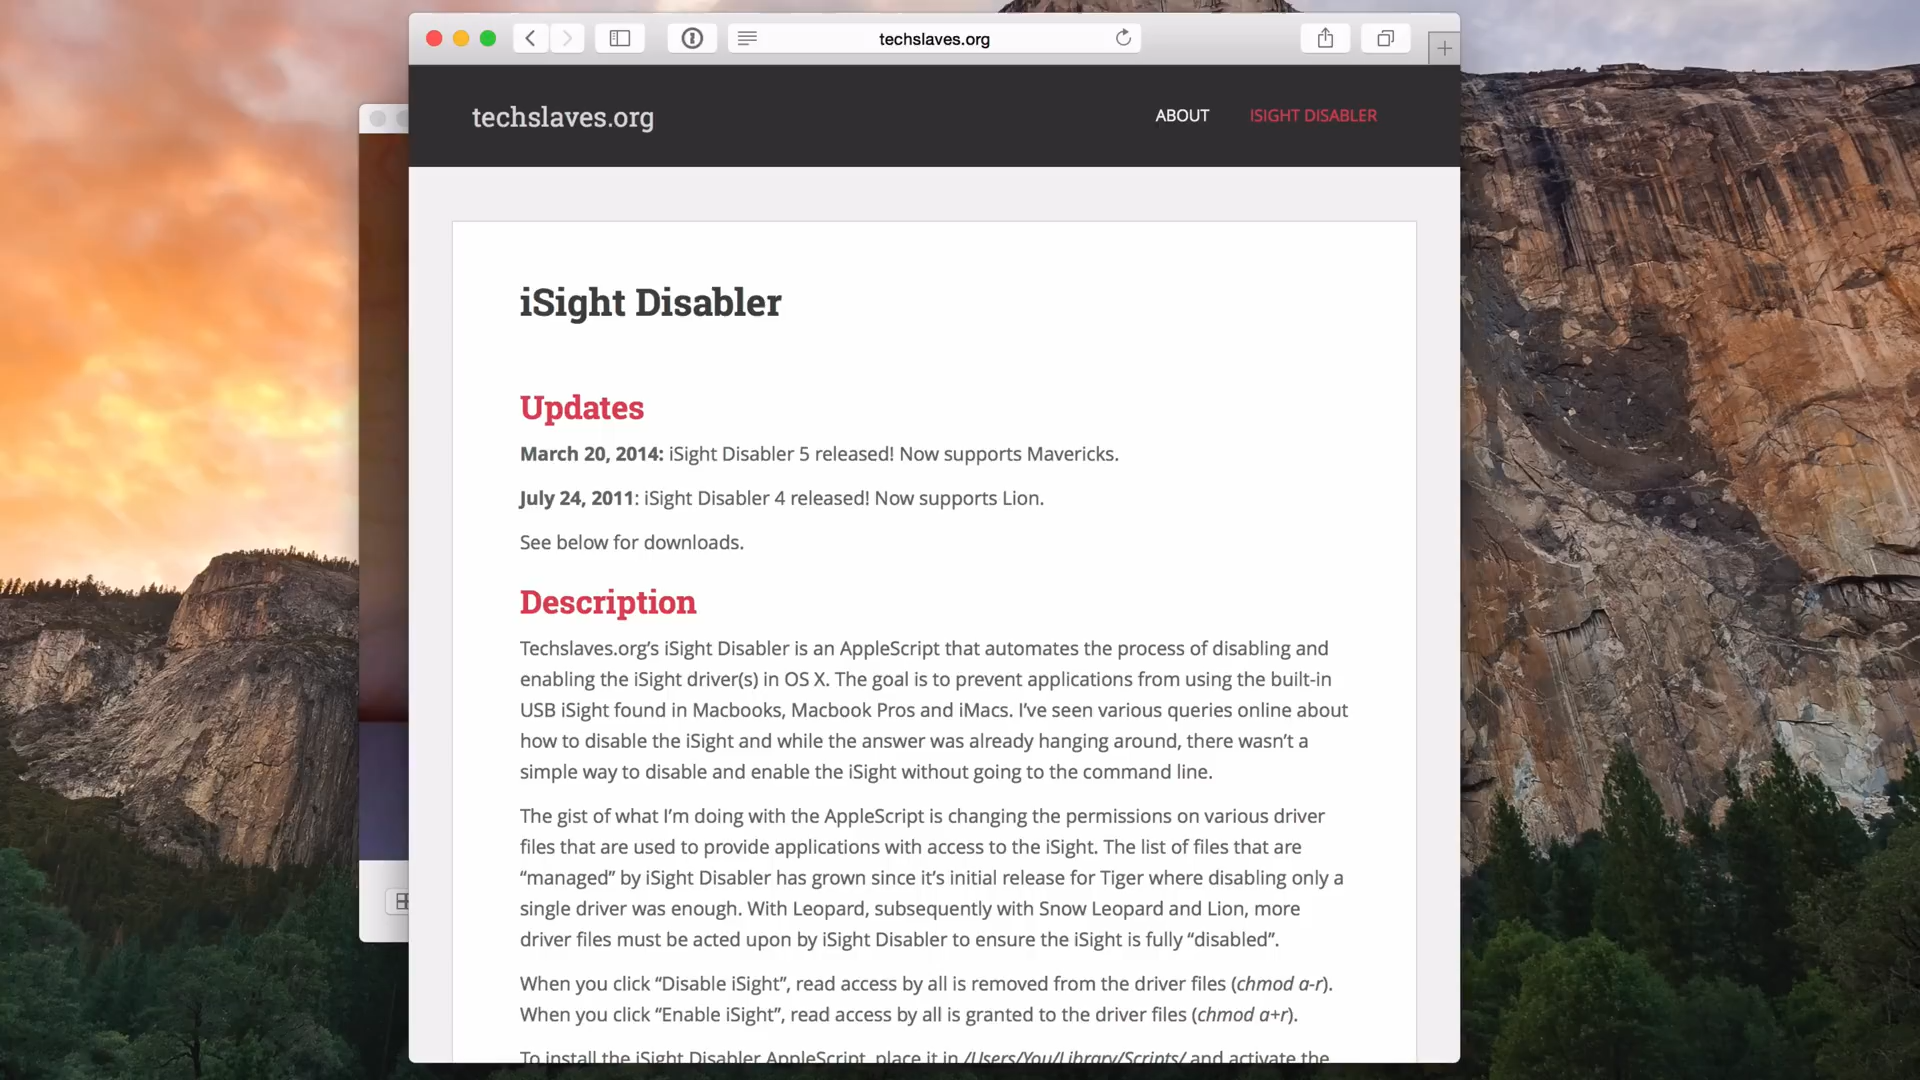 techslaves.org
techslaves.org
ABOUT
ISIGHT DISABLER
iSight Disabler
Updates
March 20, 2014: iSight Disabler 5 released! Now supports Mavericks.
July 24, 2011: iSight Disabler 4 released! Now supports Lion.
See below for downloads.
Description
Techslaves.org’s iSight Disabler is an AppleScript that automates the process of disabling and
enabling the iSight driver(s) in OS X. The goal is to prevent applications from using the built-in
USB iSight found in Macbooks, Macbook Pros and iMacs. I’ve seen various queries online about
how to disable the iSight and while the answer was already hanging around, there wasn’t a
simple way to disable and enable the iSight without going to the command line.
The gist of what I’m doing with the AppleScript is changing the permissions on various driver
files that are used to provide applications with access to the iSight. The list of files that are
“managed” by iSight Disabler has grown since it’s initial release for Tiger where disabling only a
single driver was enough. With Leopard, subsequently with Snow Leopard and Lion, more
driver files must be acted upon by iSight Disabler to ensure the iSight is fully “disabled”.
When you click “Disable iSight”, read access by all is removed from the driver files (chmod a-r).
When you click “Enable iSight”, read access by all is granted to the driver files (chmod a+r).
To install the iSight Disabler AppleScript, place it in /Users/You/Library/Scripts/ and activate the